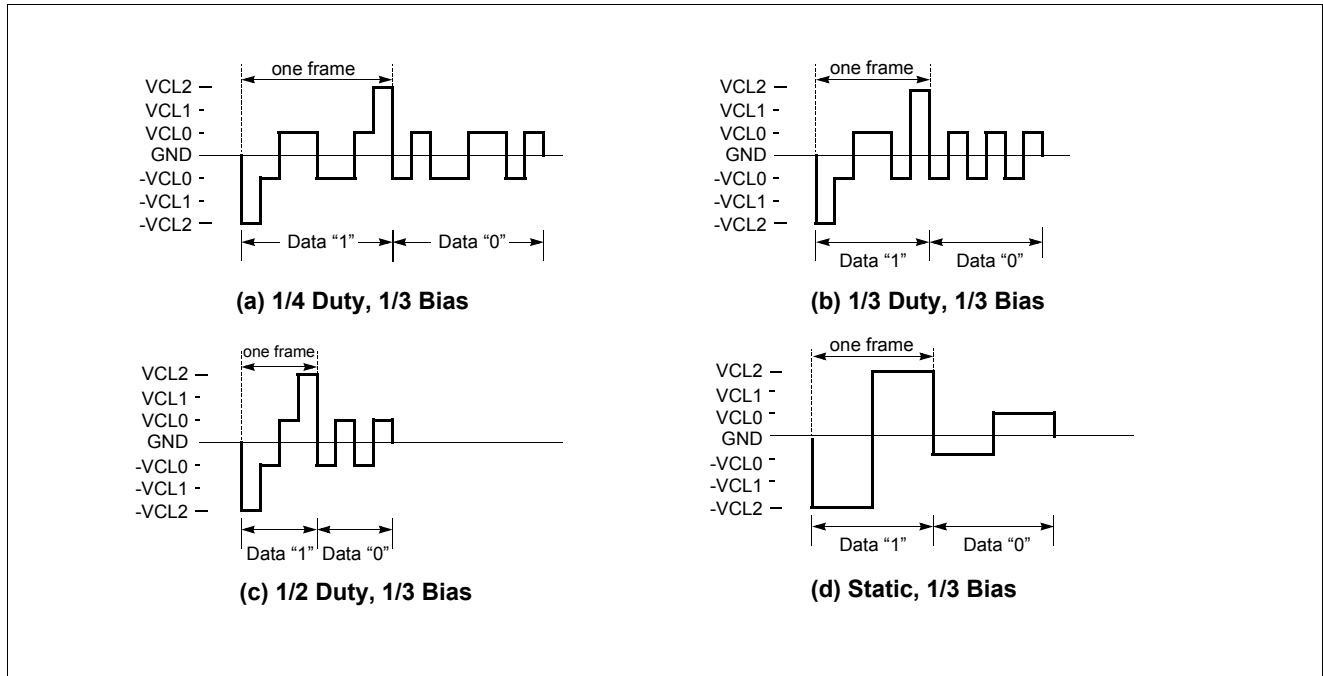 one frame
VCL2
VCL1
VCL0
GND
-VCL0
-VCL1
-VCL2
Data “1”
Data “0”
(a) 1/4 Duty, 1/3 Bias
one frame
VCL2
VCL1
VCL0
GND
-VCL0
-VCL1
-VCL2
Data “1”
Data “0”
(b) 1/3 Duty, 1/3 Bias
one frame
VCL2
VCL1
VCL0
GND
-VCL0
-VCL1
-VCL2
Data “1”
Data “0”
(c) 1/2 Duty, 1/3 Bias
one frame
VCL2
VCL1
VCL0
GND
-VCL0
-VCL1
-VCL2
Data “1”
Data “0”
(d) Static, 1/3 Bias